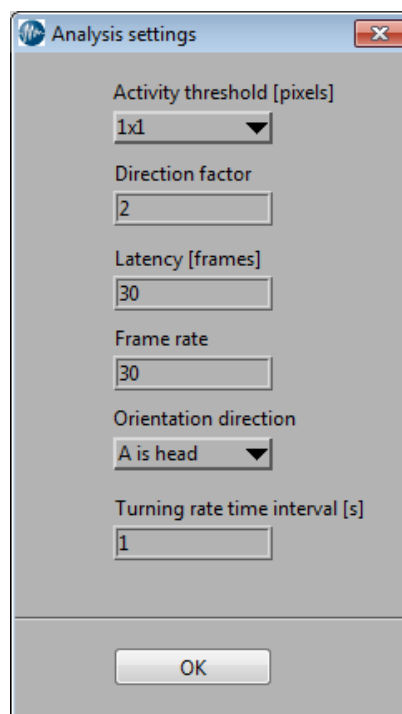 Analysis settings
Activity threshold [pixels]
1x1
Direction factor
2
Latency [frames]
30
Frame rate
30
Orientation direction
A is head
Turning rate time interval [s]
1
OK